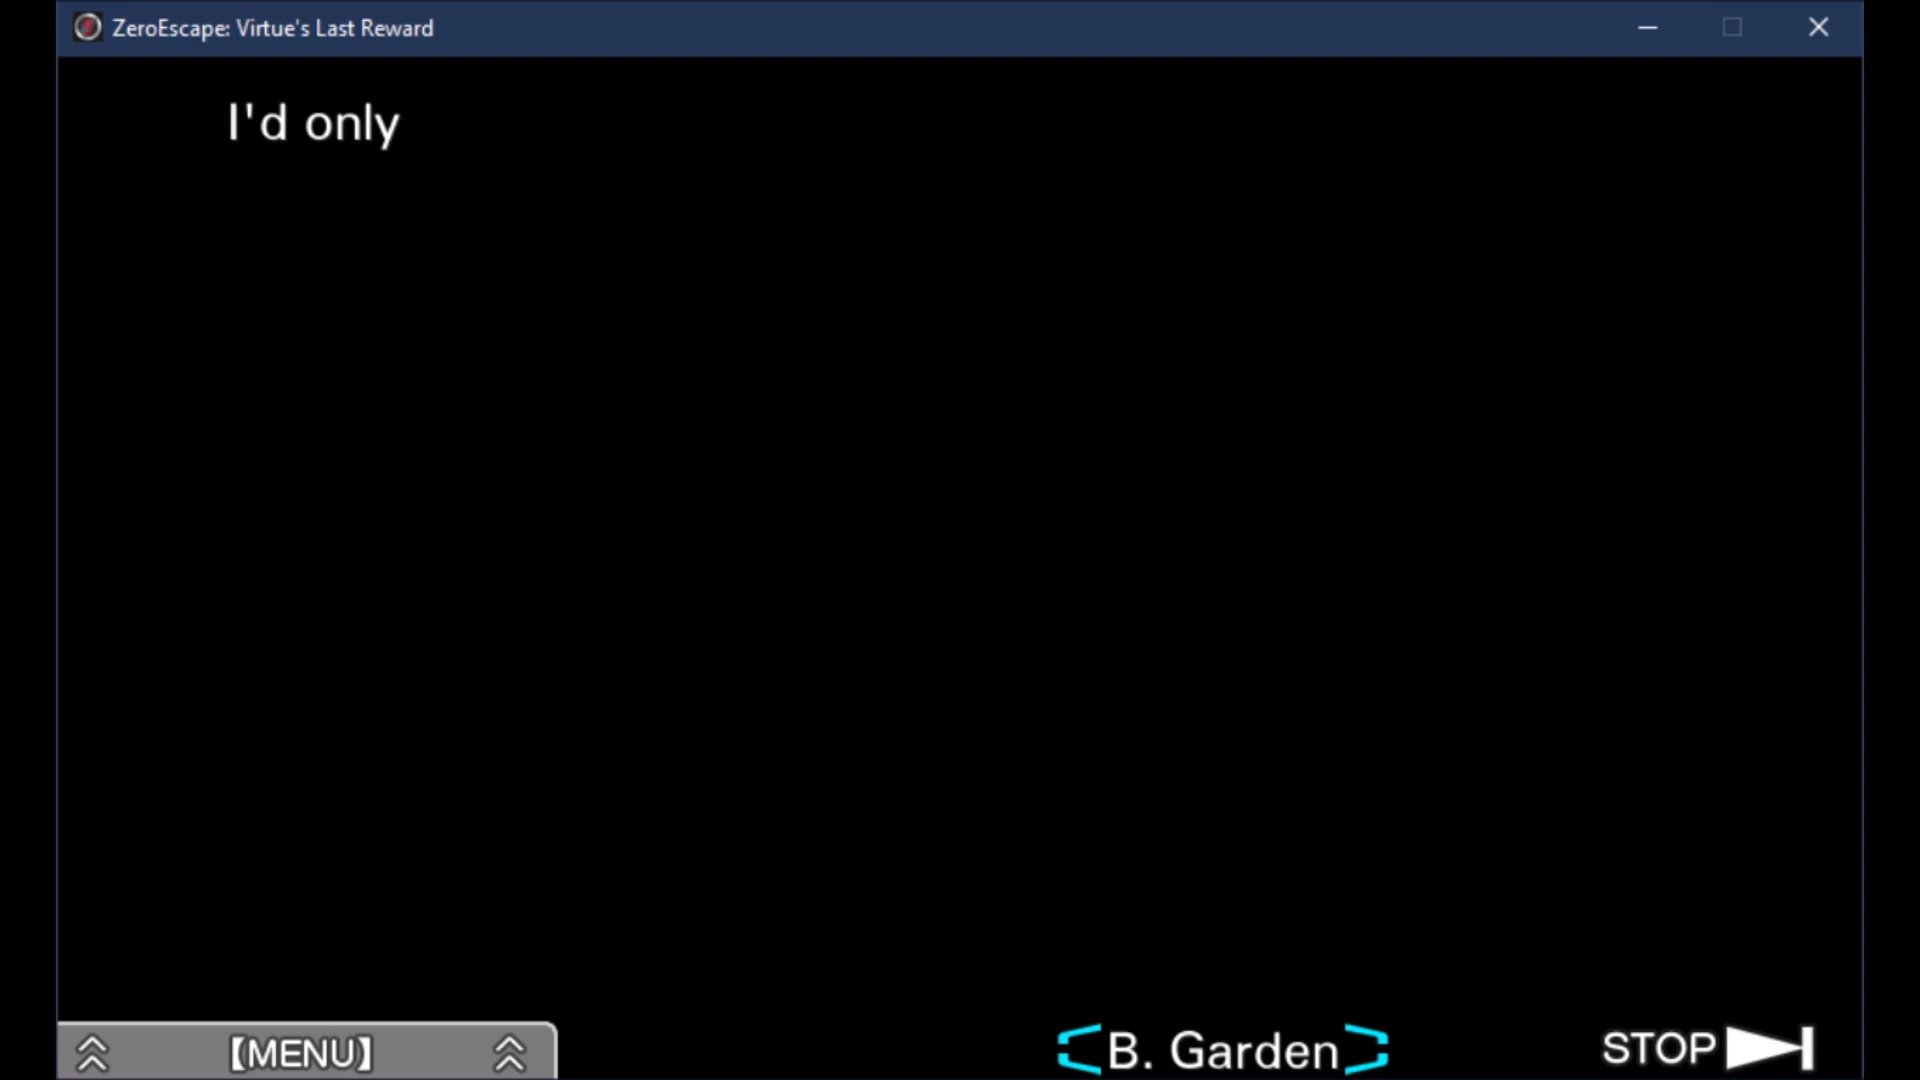 ZeroEscape: Virtue's Last Reward
I'd only
【MENU】
B. Garden
STOP